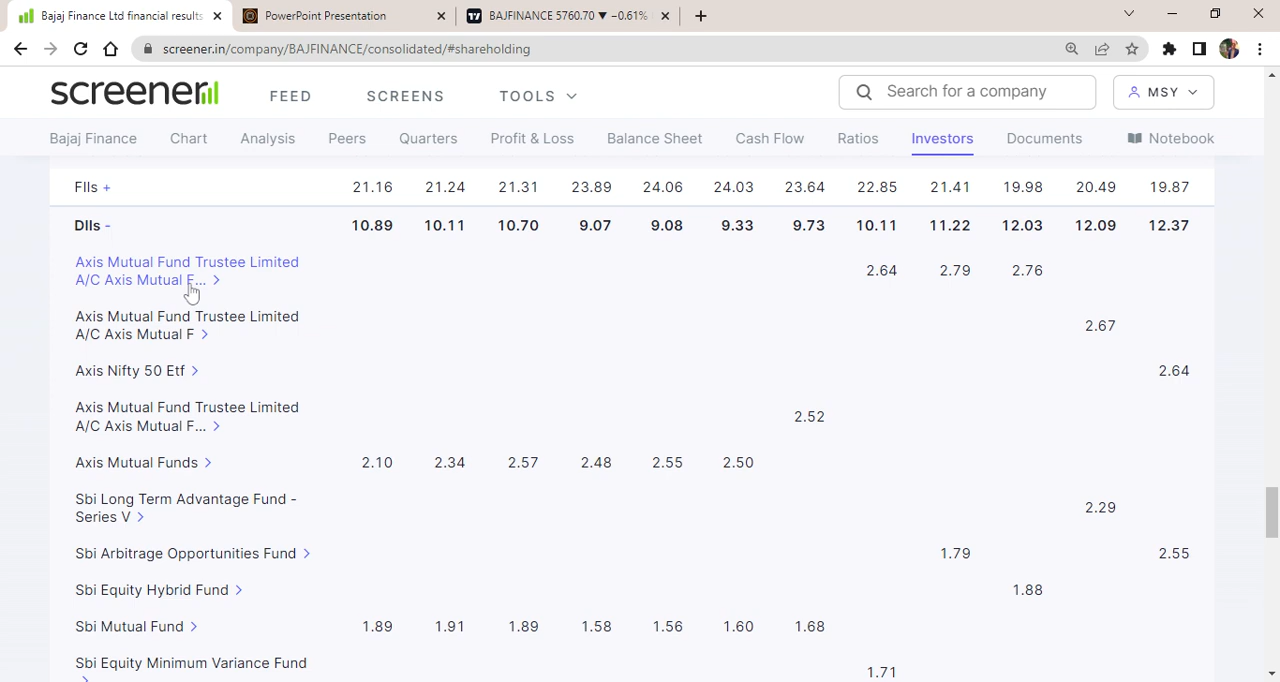 Bajaj Finance Ltd financial results
PowerPoint Presentation
BAJFINANCE 5760.70 ▼ −0.61%
screener.in/company/BAJFINANCE/consolidated/#shareholding
screener
FEED
SCREENS
TOOLS
Search for a company
MSY
Bajaj Finance
Chart
Analysis
Peers
Quarters
Profit & Loss
Balance Sheet
Cash Flow
Ratios
Investors
Documents
Notebook
FIIs + 21.16 21.24 21.31 23.89 24.06 24.03 23.64 22.85 21.41 19.98 20.49 19.87
DIIs - 10.89 10.11 10.70 9.07 9.08 9.33 9.73 10.11 11.22 12.03 12.09 12.37
Axis Mutual Fund Trustee Limited
A/C Axis Mutual F... > 2.64 2.79 2.76
Axis Mutual Fund Trustee Limited
A/C Axis Mutual F > 2.67
Axis Nifty 50 Etf > 2.64
Axis Mutual Fund Trustee Limited
A/C Axis Mutual F... > 2.52
Axis Mutual Funds > 2.10 2.34 2.57 2.48 2.55 2.50
Sbi Long Term Advantage Fund -
Series V > 2.29
Sbi Arbitrage Opportunities Fund > 1.79 2.55
Sbi Equity Hybrid Fund > 1.88
Sbi Mutual Fund > 1.89 1.91 1.89 1.58 1.56 1.60 1.68
Sbi Equity Minimum Variance Fund
1.71